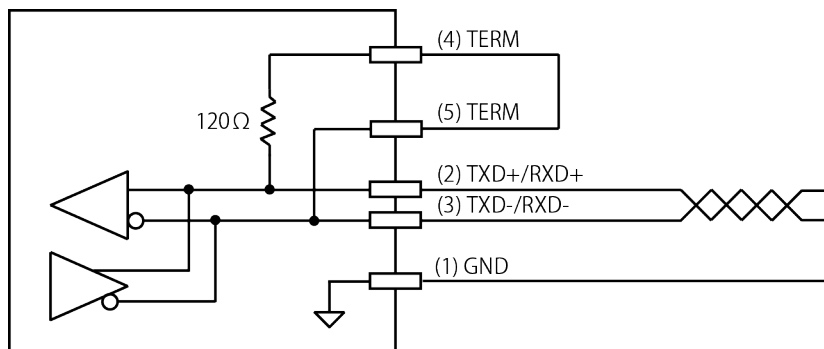 (4) TERM
120Ω
(5) TERM
(2) TXD+/RXD+
(3) TXD-/RXD-
(1) GND